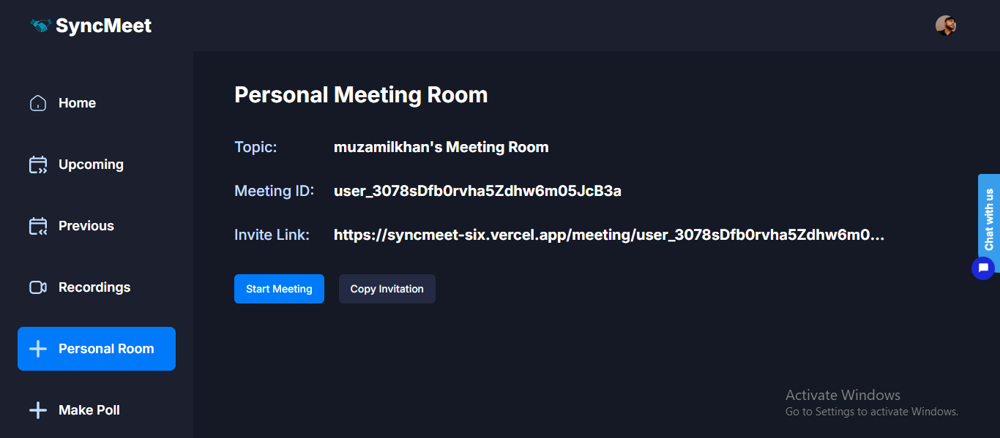 SyncMeet
Home
Upcoming
Previous
Recordings
Personal Room
Make Poll
Personal Meeting Room
Topic: muzamilkhan's Meeting Room
Meeting ID: user_3078sDfb0rvha5Zdhw6m05JcB3a
Invite Link: https://syncmeet-six.vercel.app/meeting/user_3078sDfb0rvha5Zdhw6m0...
Start Meeting Copy Invitation
Chat with us
Activate Windows
Go to Settings to activate Windows.